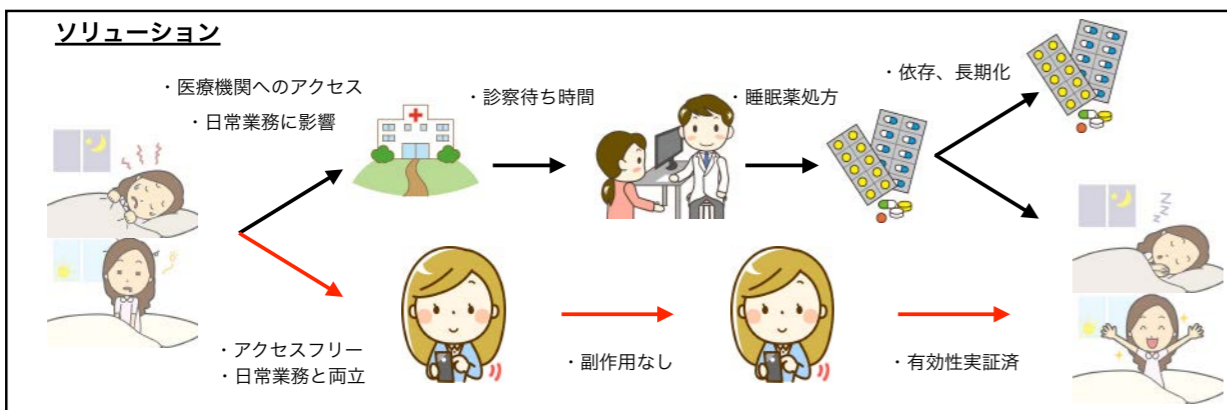 ソリューション
・医療機関へのアクセス
・日常業務に影響
・診察待ち時間
・睡眠薬処方
・依存、長期化
・アクセスフリー
・日常業務と両立
・副作用なし
・有効性実証済